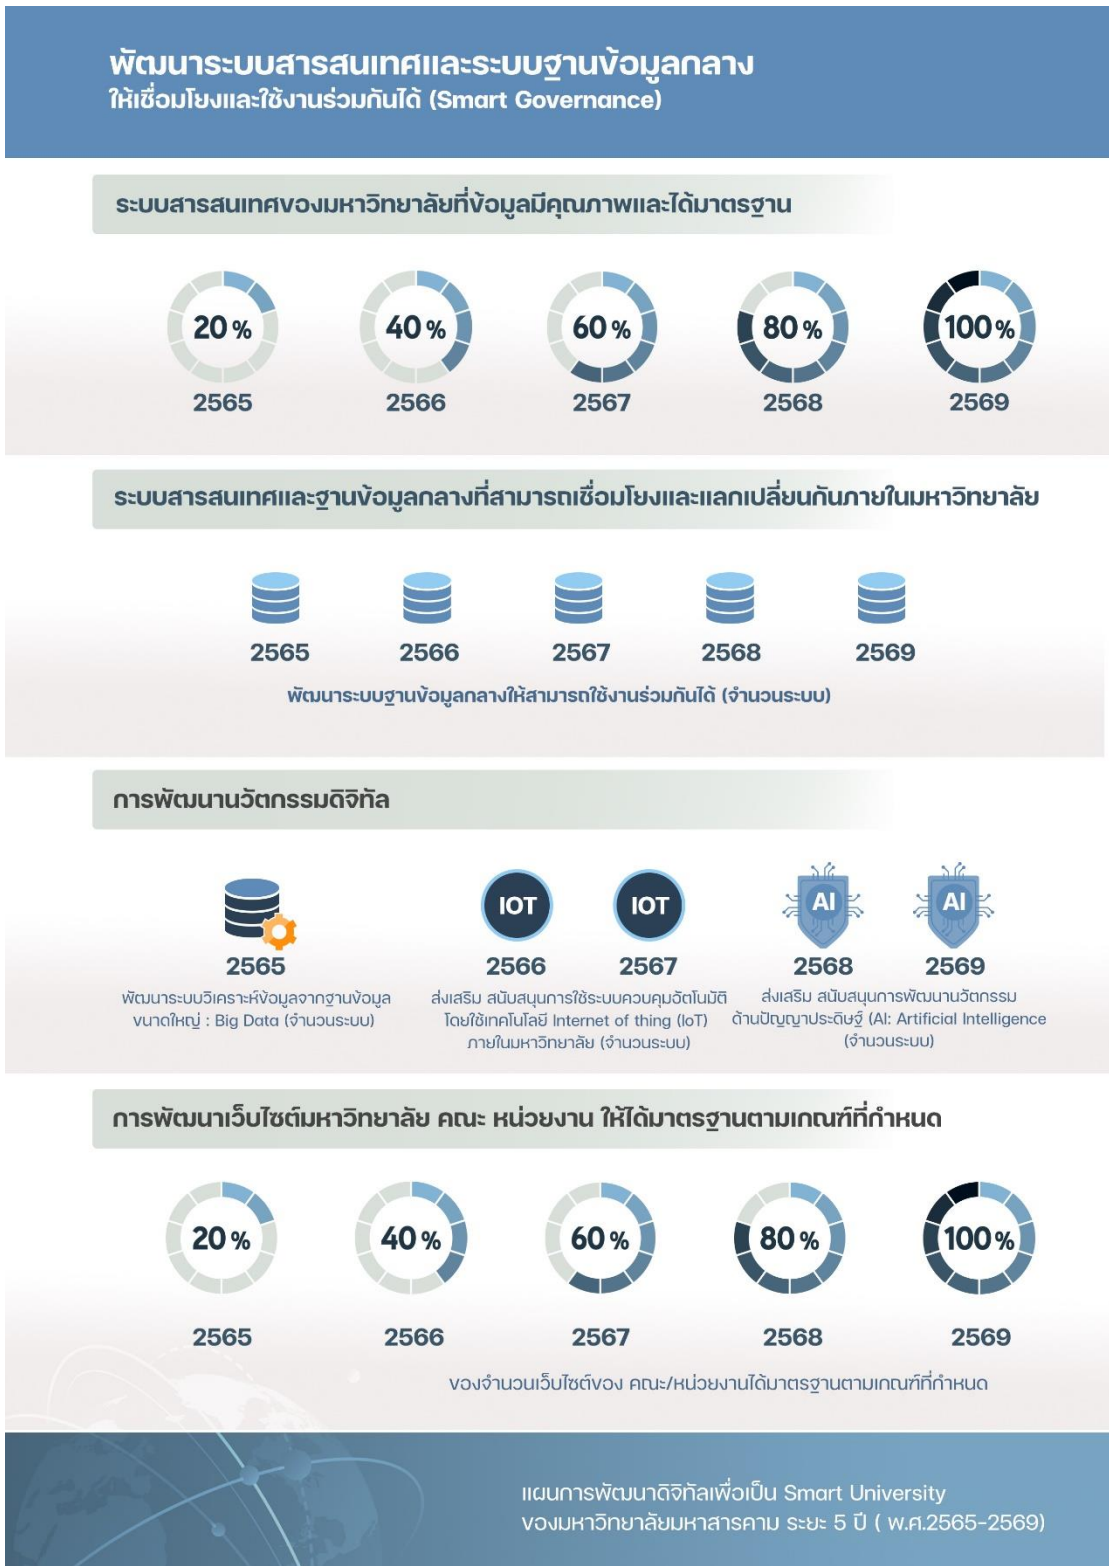 พัฒนาระบบสารสนเทศและระบบฐานข้อมูลกลาง
ให้เชื่อมโยงและใช้งานร่วมกันได้ (Smart Governance)
ระบบสารสนเทศของมหาวิทยาลัยที่ข้อมูลมีคุณภาพและได้มาตรฐาน
20 % 40 % 60 % 80 % 100 %
2565 2566 2567 2568 2569
ระบบสารสนเทศและฐานข้อมูลกลางที่สามารถเชื่อมโยงและแลกเปลี่ยนกันภายในมหาวิทยาลัย
2565 2566 2567 2568 2569
พัฒนาระบบฐานข้อมูลกลางให้สามารถใช้งานร่วมกันได้ (จำนวนระบบ)
การพัฒนานวัตกรรมดิจิทัล
2565
พัฒนาระบบวิเคราะห์ข้อมูลจากฐานข้อมูล
ขนาดใหญ่ : Big Data (จำนวนระบบ)
IOT IOT
2566 2567
ส่งเสริม สนับสนุนการใช้ระบบควบคุมอัตโนมัติ
โดยใช้เทคโนโลยี Internet of thing (IoT)
ภายในมหาวิทยาลัย (จำนวนระบบ)
AI AI
2568 2569
ส่งเสริม สนับสนุนการพัฒนานวัตกรรม
ด้านปัญญาประดิษฐ์ (AI: Artificial Intelligence
(จำนวนระบบ)
การพัฒนาเว็บไซต์มหาวิทยาลัย คณะ หน่วยงาน ให้ได้มาตรฐานตามเกณฑ์ที่กำหนด
20 % 40 % 60 % 80 % 100 %
2565 2566 2567 2568 2569
ของจำนวนเว็บไซต์ของ คณะ/หน่วยงานได้มาตรฐานตามเกณฑ์ที่กำหนด
แผนการพัฒนาดิจิทัลเพื่อเป็น Smart University
ของมหาวิทยาลัยมหาสารคาม ระยะ 5 ปี ( พ.ศ.2565-2569)